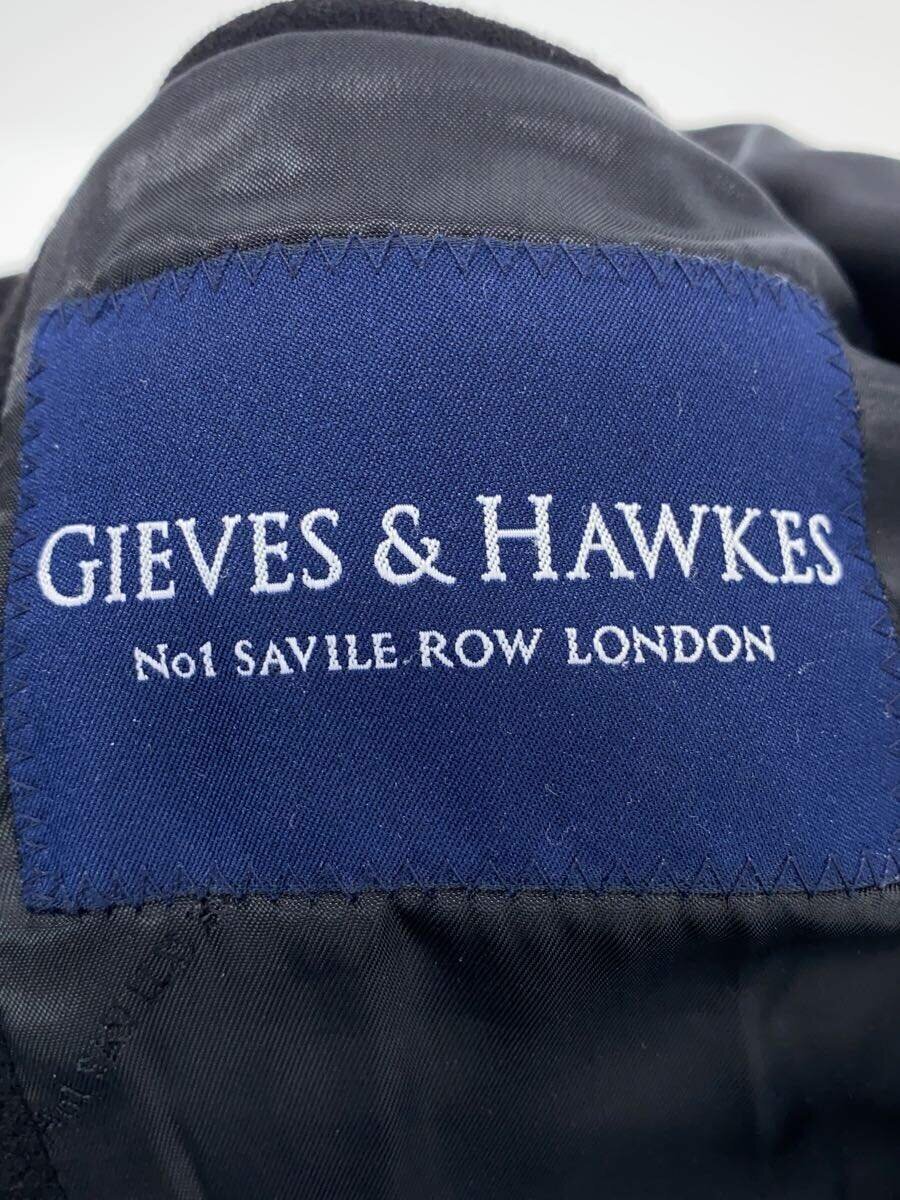 GIEVES & HAWKES
No1 SAVILE ROW LONDON